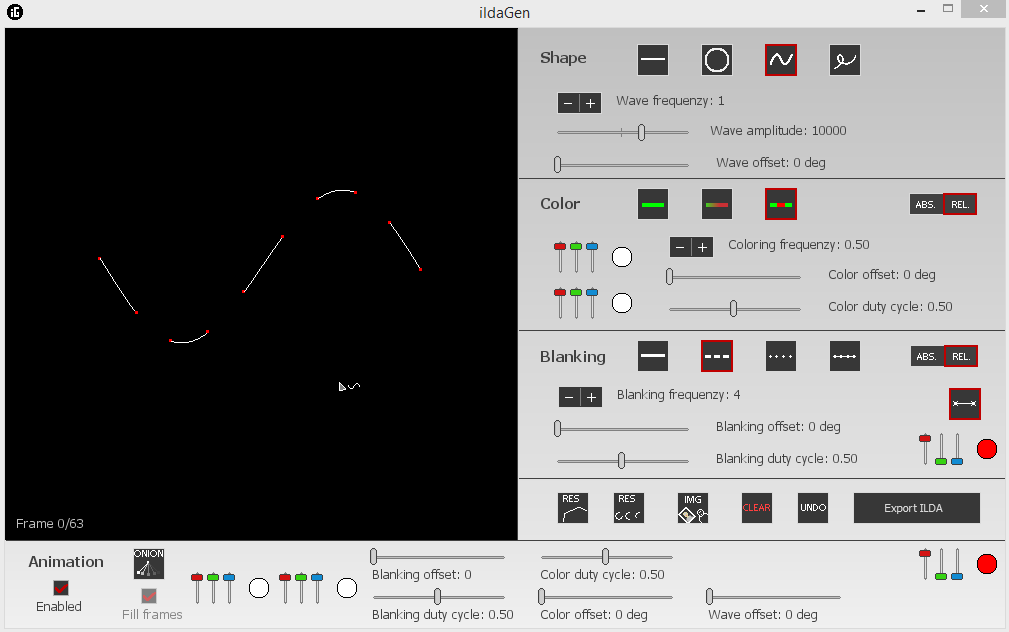 ildaGen
Shape
Wave frequenzy: 1
Wave amplitude: 10000
Wave offset: 0 deg
Color
ABS. REL.
Coloring frequenzy: 0.50
Color offset: 0 deg
Color duty cycle: 0.50
Blanking
ABS. REL.
Blanking frequenzy: 4
Blanking offset: 0 deg
Blanking duty cycle: 0.50
RES RES IMG CLEAR UNDO Export ILDA
Frame 0/63
Animation
ONION
Enabled
Fill frames
Blanking offset: 0
Color duty cycle: 0.50
Blanking duty cycle: 0.50
Color offset: 0 deg
Wave offset: 0 deg